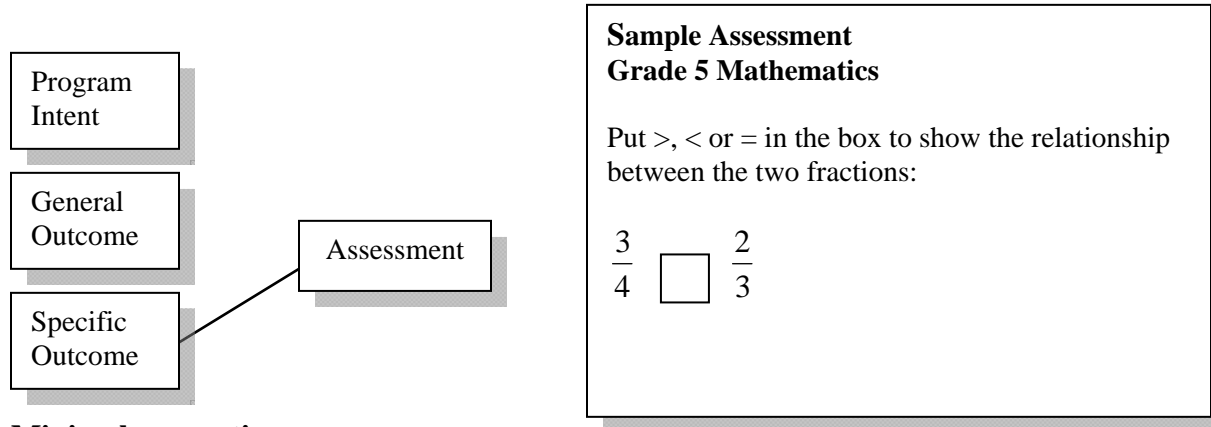 Program
Intent
General
Outcome
Specific
Outcome
Assessment
Sample Assessment
Grade 5 Mathematics
Put >, < or = in the box to show the relationship
between the two fractions:
3 2
4 3